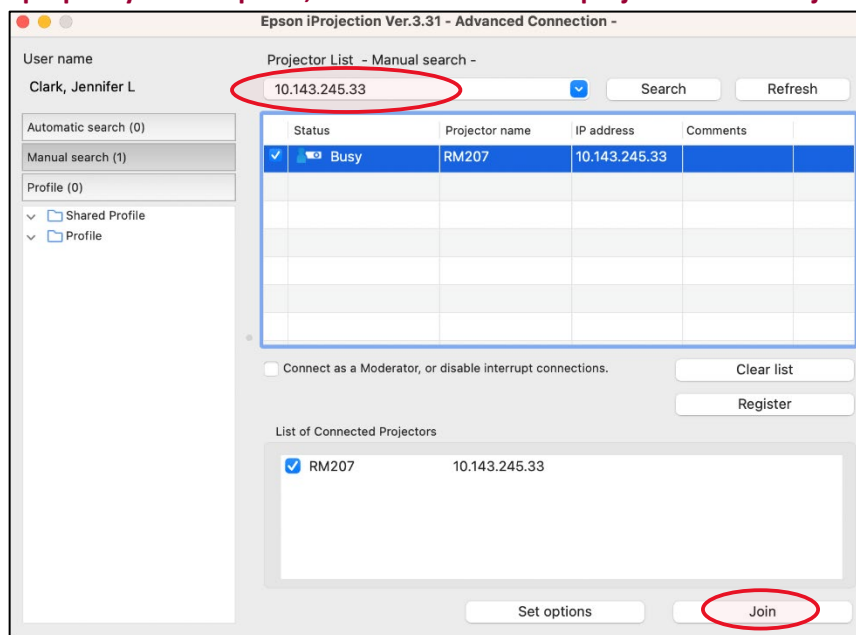 Epson iProjection Ver.3.31 - Advanced Connection -
User name
Clark, Jennifer L
Projector List - Manual search -
10.143.245.33
Search
Refresh
Automatic search (0)
Manual search (1)
Profile (0)
Shared Profile
Profile
Status Projector name IP address Comments
Busy RM207 10.143.245.33
Connect as a Moderator, or disable interrupt connections.
Clear list
Register
List of Connected Projectors
RM207 10.143.245.33
Set options
Join